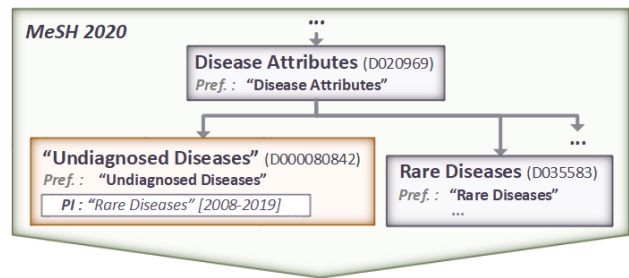 MeSH 2020
...
Disease Attributes (D020969)
Pref. : “Disease Attributes”
...
“Undiagnosed Diseases” (D000080842)
Pref. : “Undiagnosed Diseases”
PI : “Rare Diseases” [2008-2019]
Rare Diseases (D035583)
Pref. : “Rare Diseases”
...